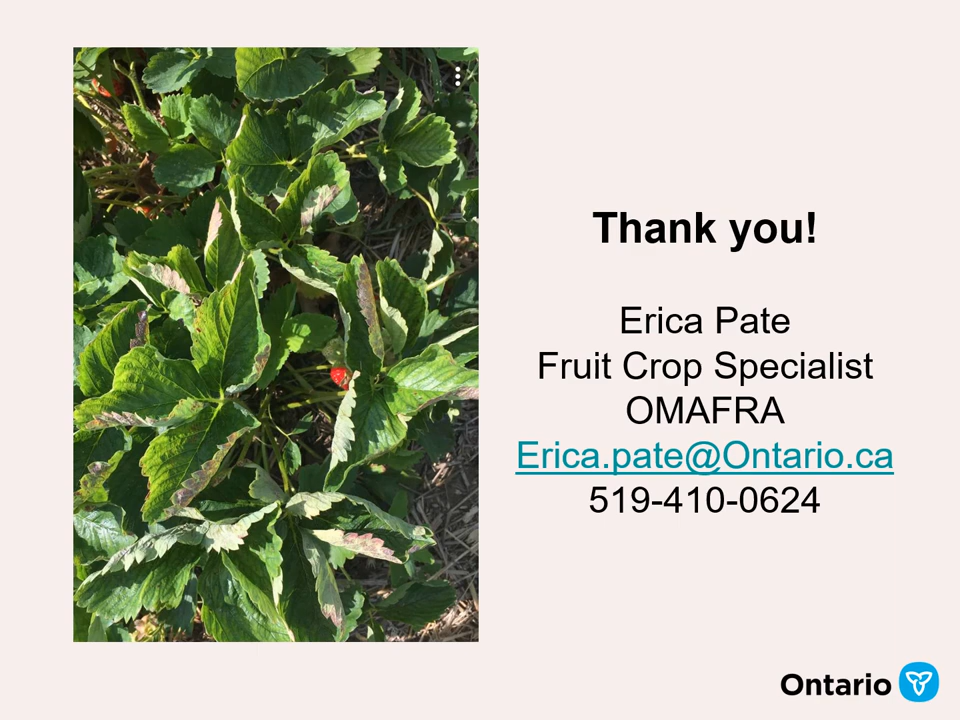 Thank you!
Erica Pate
Fruit Crop Specialist
OMAFRA
Erica.pate@Ontario.ca
519-410-0624
Ontario